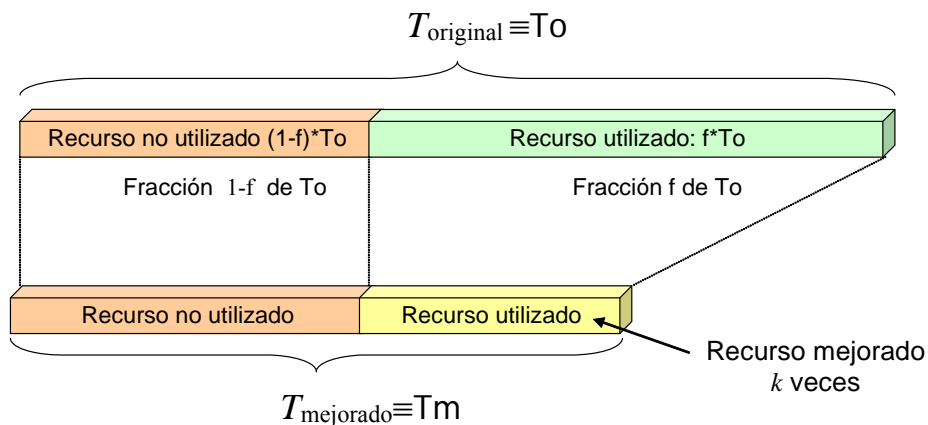 Toriginal ≡To
Recurso no utilizado (1-f)*To
Recurso utilizado: f*To
Fracción 1-f de To
Fracción f de To
Recurso no utilizado
Recurso utilizado
Recurso mejorado
k veces
Tmejorado≡Tm